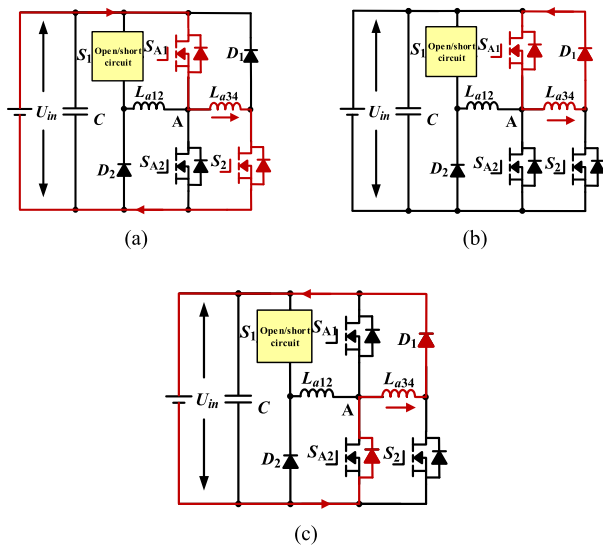 S1
Open/short
circuit
SA1
D1
Uin
C
La12
La34
A
D2
SA2
S2
(a)
S1
Open/short
circuit
SA1
D1
Uin
C
La12
La34
A
D2
SA2
S2
(b)
S1
Open/short
circuit
SA1
D1
Uin
C
La12
La34
A
D2
SA2
S2
(c)